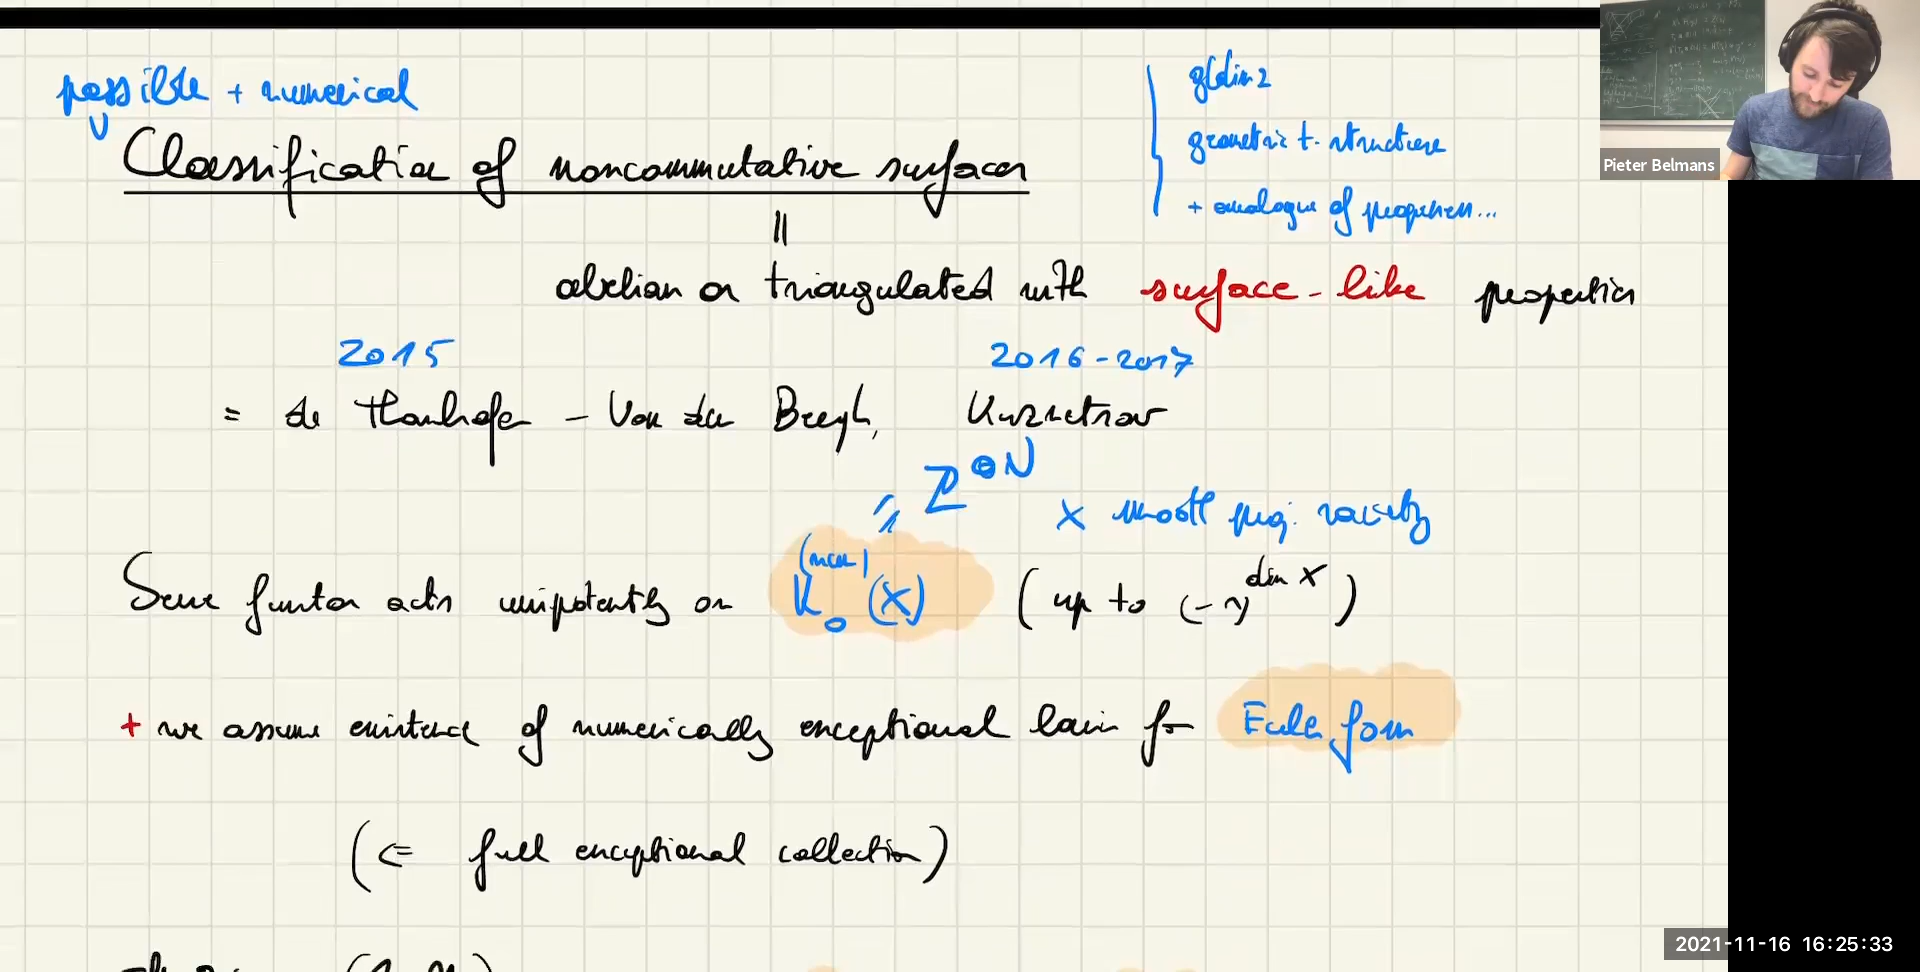 possible + numerical
Classification of noncommutative surfaces
gldim 2
geometric t-structure
+ analogue of properties...
Pieter Belmans
||
abelian or triangulated with surface-like properties
2015
2016-2017
= de Thanhoffer - Van den Bergh, Kuznetsov
≅ ℤ^⊕N
X smooth proj. variety
Serre functor acts unipotently on K₀^(num)(X) (up to (-1)^dim X)
+ we assume existence of numerically exceptional basis for Euler form
(⇐ full exceptional collection)
2021-11-16 16:25:33